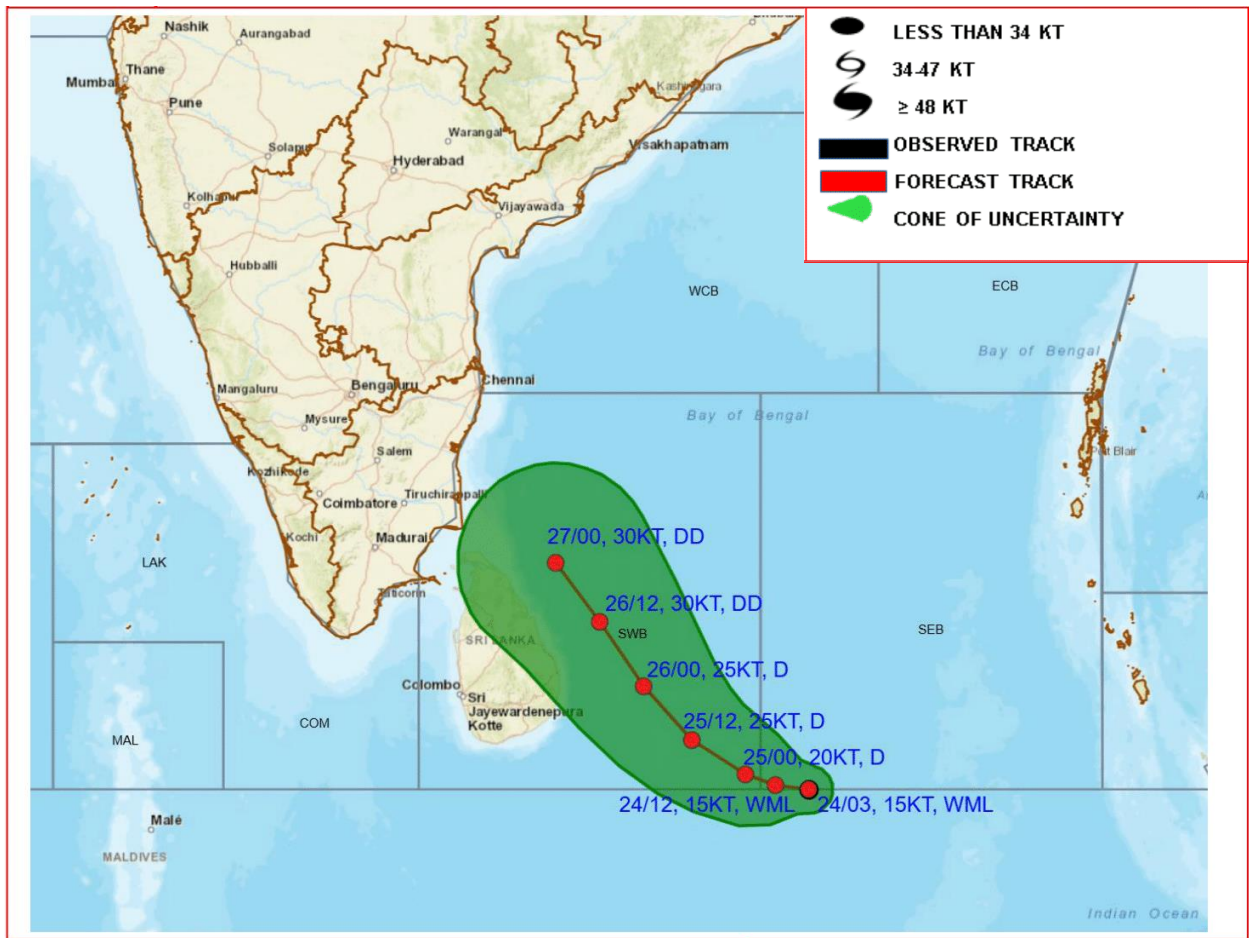 LESS THAN 34 KT
34-47 KT
≥ 48 KT
OBSERVED TRACK
FORECAST TRACK
CONE OF UNCERTAINTY
Nashik
Aurangabad
Mumba
Thane
Pune
Solapur
Warangal
Hyderabad
Visakhapatnam
Kolhapur
Vijayawada
Hubballi
WCB
ECB
Bay of Bengal
Mangaluru
Bengaluru
Chennai
Mysure
Bay of Bengal
Salem
Port Blair
Kozhikode
Coimbatore
Tiruchirappalli
Kochi
Madurai
LAK
Tuticorin
27/00, 30KT, DD
26/12, 30KT, DD
SWB
SEB
SRI LANKA
26/00, 25KT, D
Colombo
Sri
Jayewardenepura
Kotte
25/12, 25KT, D
COM
MAL
25/00, 20KT, D
24/12, 15KT, WML
24/03, 15KT, WML
Malé
MALDIVES
Indian Ocean